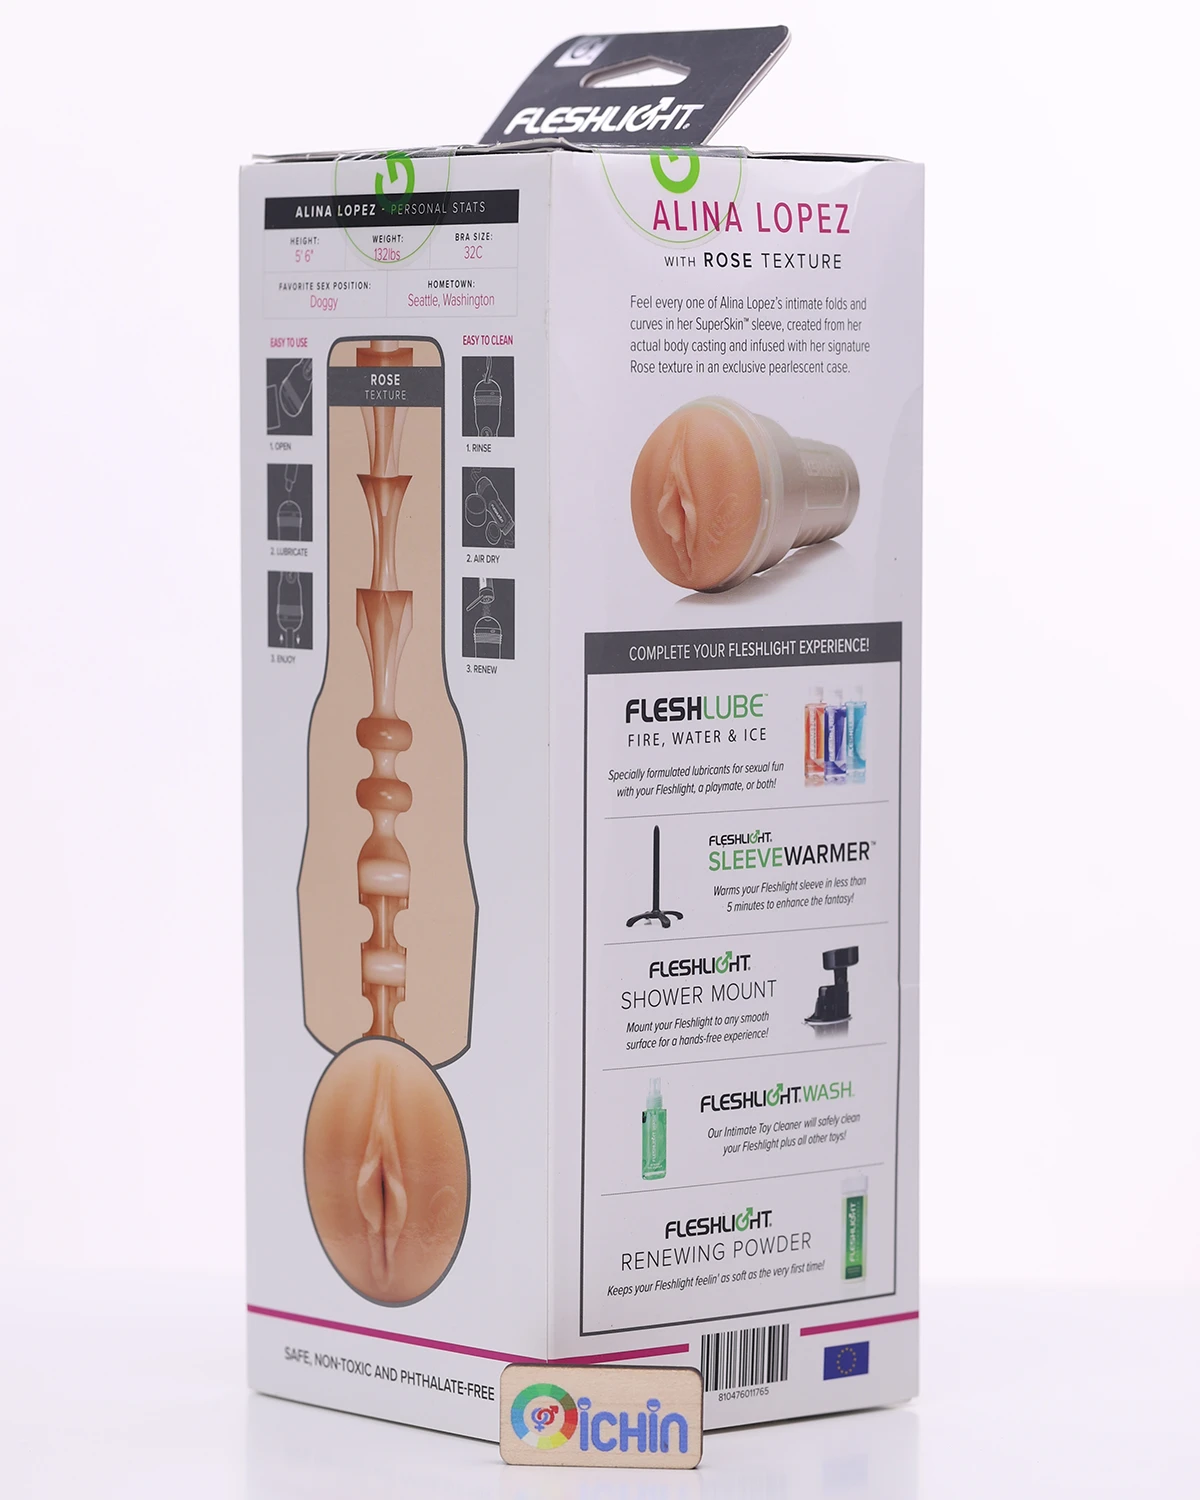 FLESHLIGHT.
ALINA LOPEZ - PERSONAL STATS
HEIGHT:
5' 6"
WEIGHT:
132lbs
BRA SIZE:
32C
FAVORITE SEX POSITION:
Doggy
HOMETOWN:
Seattle, Washington
EASY TO USE
1. OPEN
2. LUBRICATE
3. ENJOY
ROSE
TEXTURE
EASY TO CLEAN
1. RINSE
2. AIR DRY
3. RENEW
SAFE, NON-TOXIC AND PHTHALATE-FREE
ALINA LOPEZ
WITH ROSE TEXTURE
Feel every one of Alina Lopez's intimate folds and
curves in her SuperSkin™ sleeve, created from her
actual body casting and infused with her signature
Rose texture in an exclusive pearlescent case.
COMPLETE YOUR FLESHLIGHT EXPERIENCE!
FLESHLUBE™
FIRE, WATER & ICE
Specially formulated lubricants for sexual fun
with your Fleshlight, a playmate, or both!
FLESHLIGHT.
SLEEVEWARMER™
Warms your Fleshlight sleeve in less than
5 minutes to enhance the fantasy!
FLESHLIGHT.
SHOWER MOUNT
Mount your Fleshlight to any smooth
surface for a hands-free experience!
FLESHLIGHT. WASH.
Our Intimate Toy Cleaner will safely clean
your Fleshlight plus all other toys!
FLESHLIGHT.
RENEWING POWDER
Keeps your Fleshlight feelin' as soft as the very first time!
810476011765
Oichin